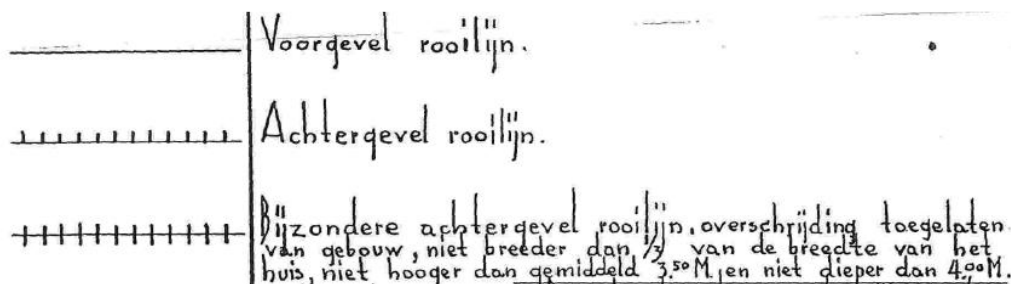 Voorgevel rooilijn.
Achtergevel rooilijn.
Bijzondere achtergevel rooilijn, overschrijding toegelaten
van gebouw, niet breeder dan 1/3 van de breedte van het
huis, niet hooger dan gemiddeld 3.50 M, en niet dieper dan 4.00 M.